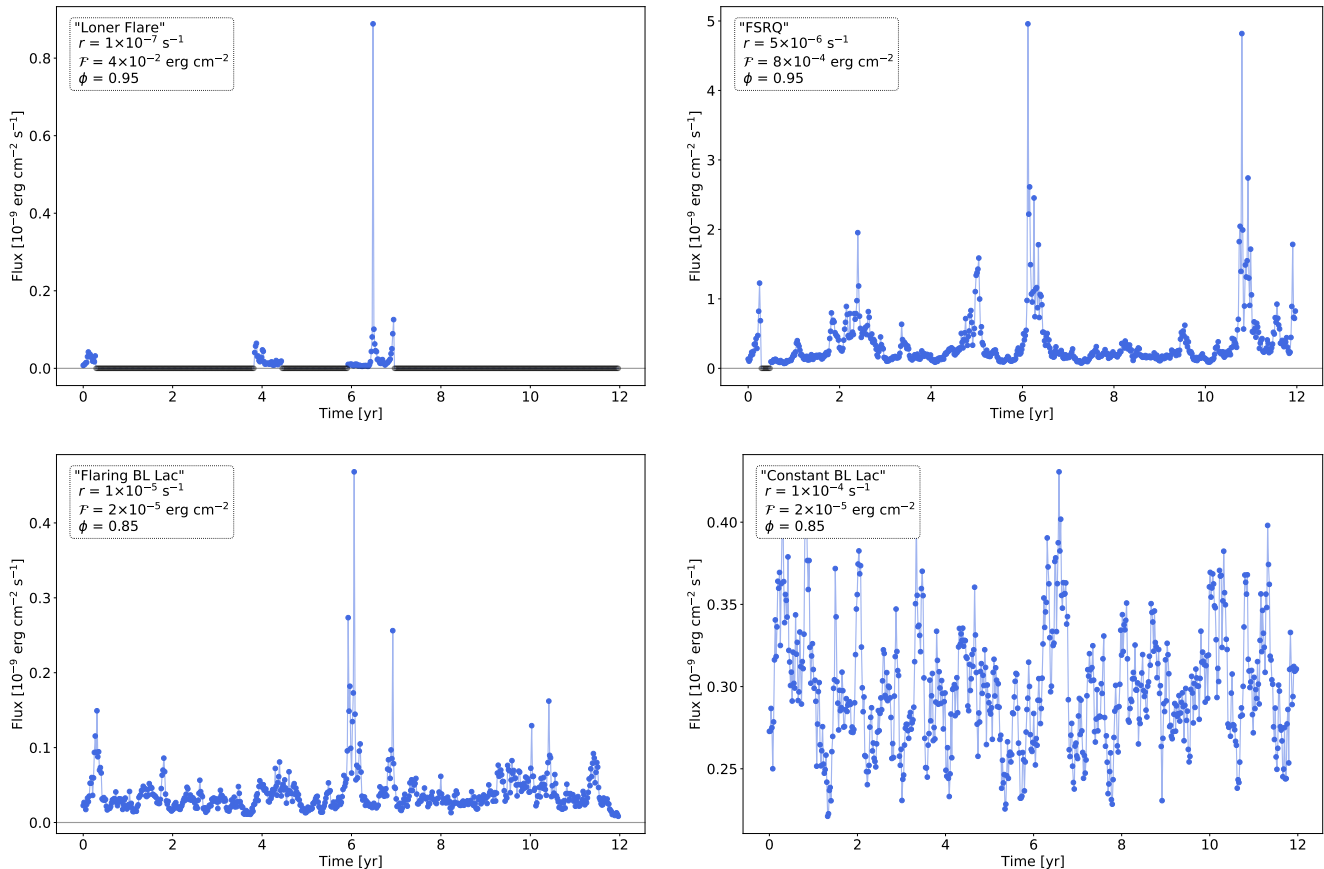 "Loner Flare"
r = 1×10⁻⁷ s⁻¹
ℱ = 4×10⁻² erg cm⁻²
ϕ = 0.95
Flux [10⁻⁹ erg cm⁻² s⁻¹]
0.8
0.6
0.4
0.2
0.0
0 2 4 6 8 10 12
Time [yr]
"FSRQ"
r = 5×10⁻⁶ s⁻¹
ℱ = 8×10⁻⁴ erg cm⁻²
ϕ = 0.95
Flux [10⁻⁹ erg cm⁻² s⁻¹]
5
4
3
2
1
0
0 2 4 6 8 10 12
Time [yr]
"Flaring BL Lac"
r = 1×10⁻⁵ s⁻¹
ℱ = 2×10⁻⁵ erg cm⁻²
ϕ = 0.85
Flux [10⁻⁹ erg cm⁻² s⁻¹]
0.4
0.3
0.2
0.1
0.0
0 2 4 6 8 10 12
Time [yr]
"Constant BL Lac"
r = 1×10⁻⁴ s⁻¹
ℱ = 2×10⁻⁵ erg cm⁻²
ϕ = 0.85
Flux [10⁻⁹ erg cm⁻² s⁻¹]
0.40
0.35
0.30
0.25
0 2 4 6 8 10 12
Time [yr]